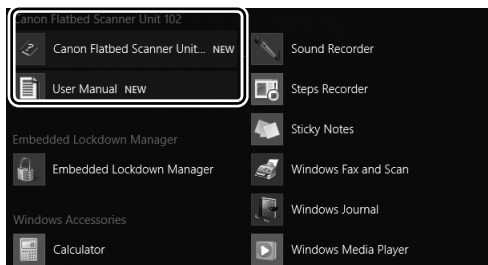 Canon Flatbed Scanner Unit 102
Canon Flatbed Scanner Unit... NEW
User Manual NEW
Embedded Lockdown Manager
Embedded Lockdown Manager
Windows Accessories
Calculator
Sound Recorder
Steps Recorder
Sticky Notes
Windows Fax and Scan
Windows Journal
Windows Media Player